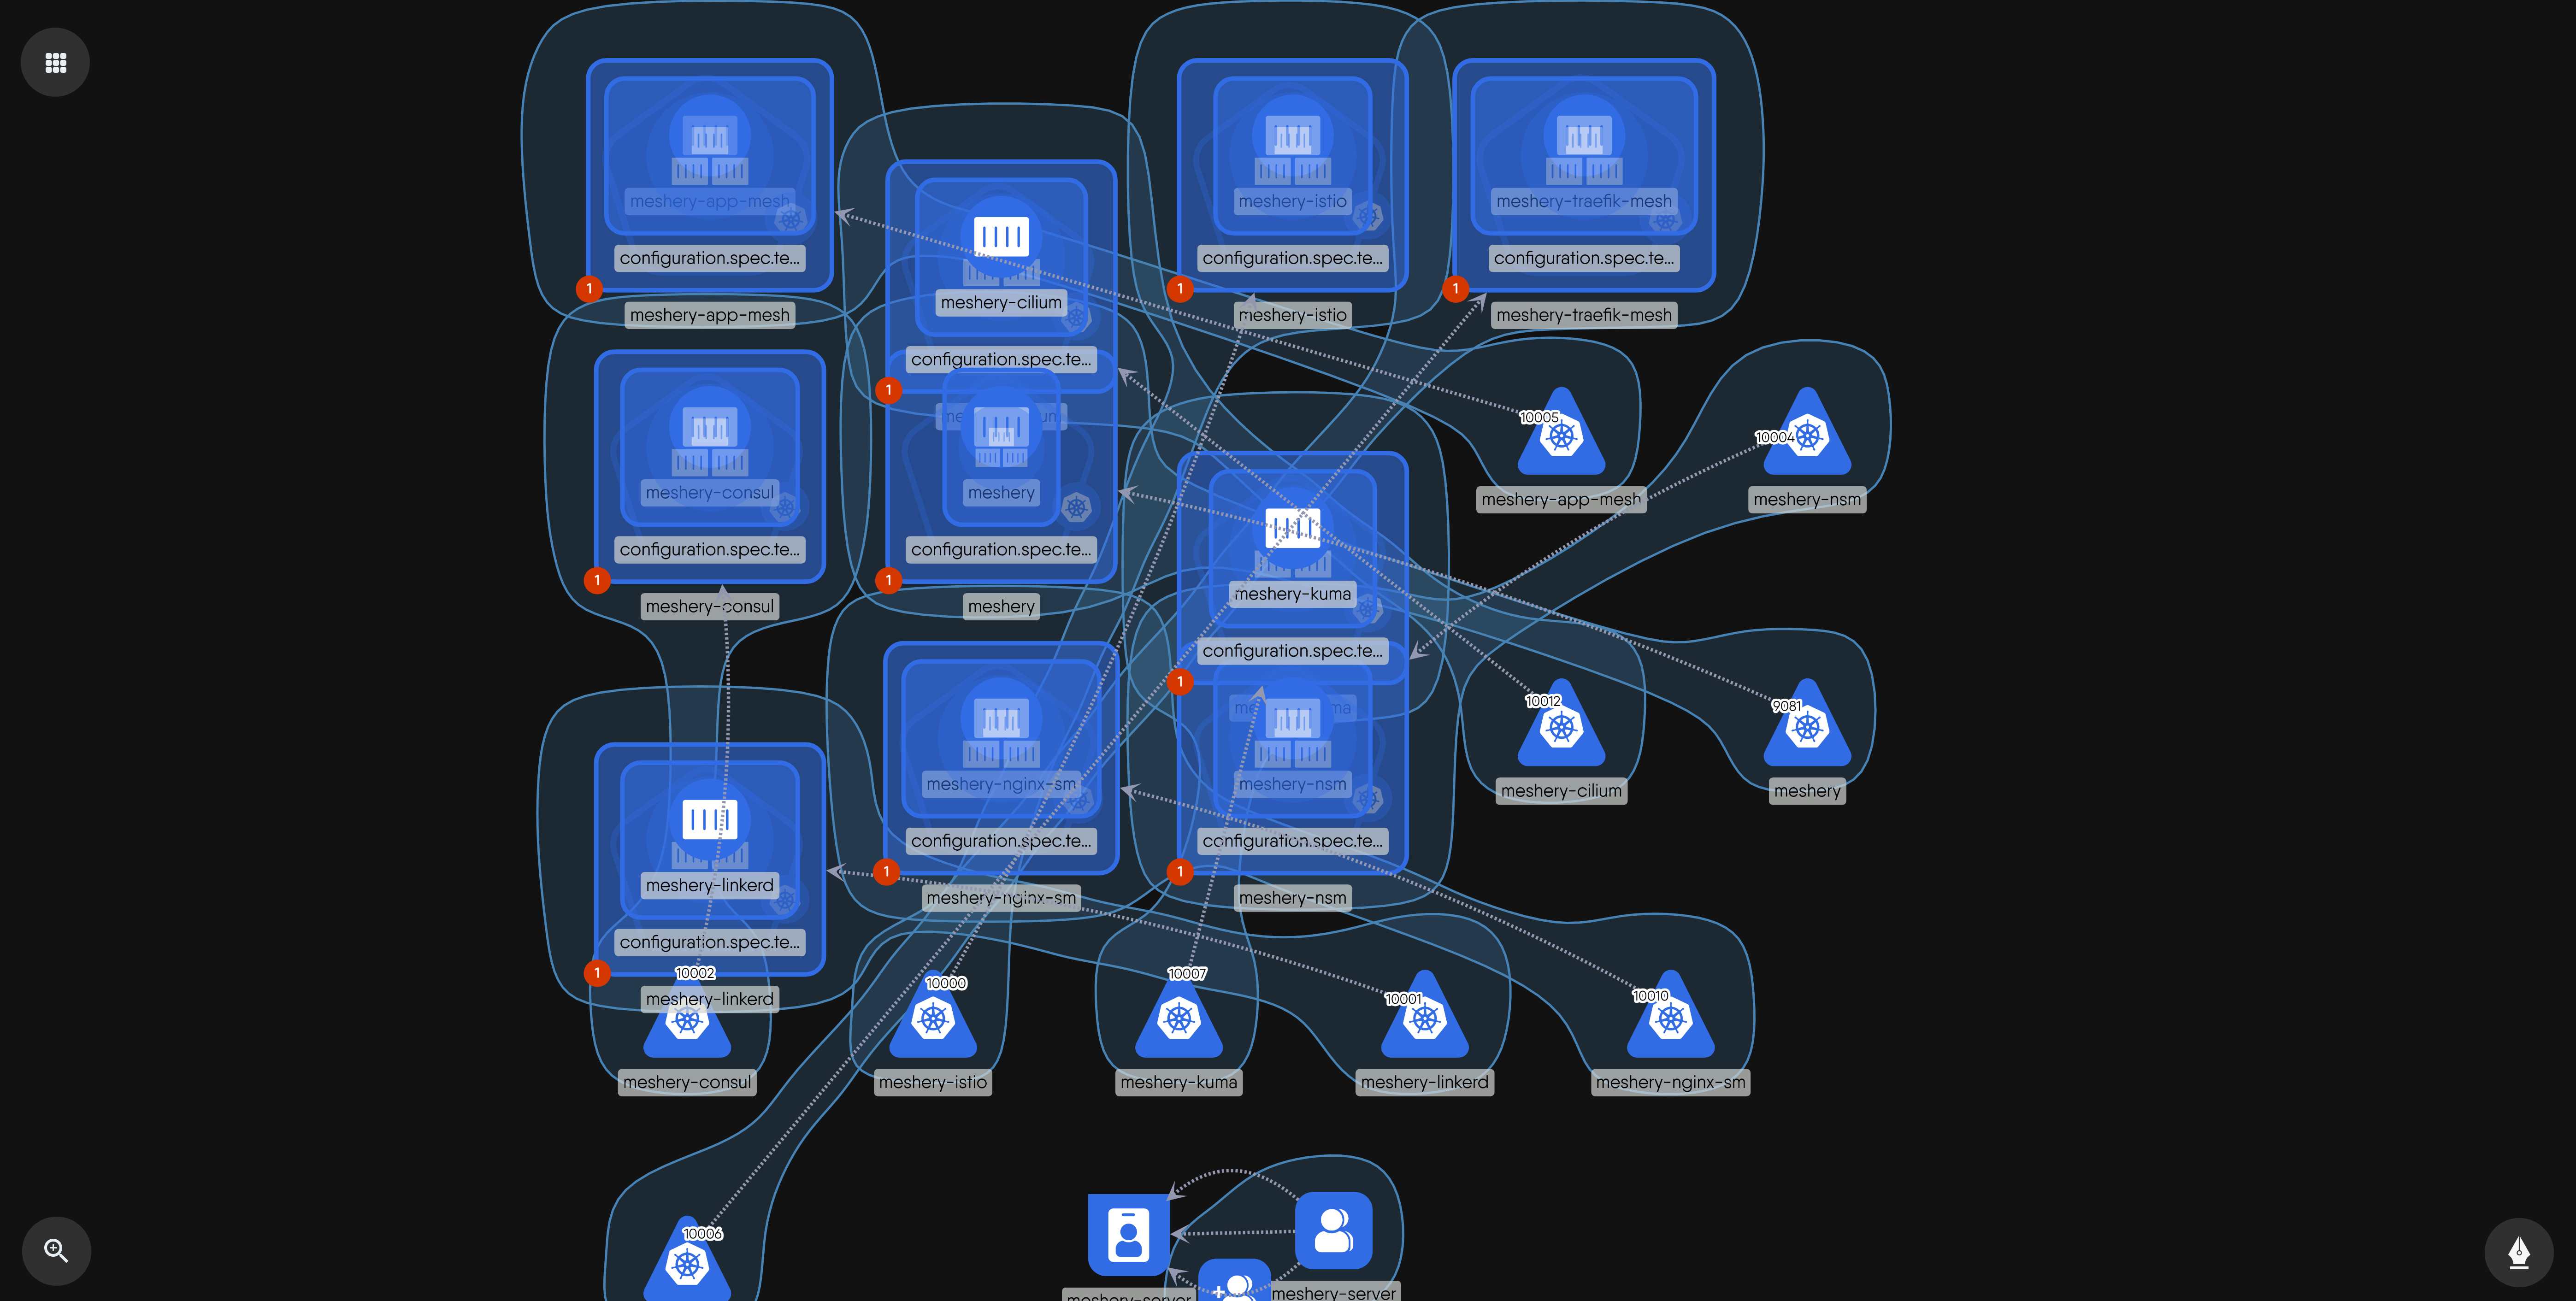 meshery-app-mesh
configuration.spec.te...
1
meshery-app-mesh
meshery-cilium
configuration.spec.te...
1
meshery-istio
configuration.spec.te...
1
meshery-istio
meshery-traefik-mesh
configuration.spec.te...
1
meshery-traefik-mesh
meshery-consul
configuration.spec.te...
1
meshery-consul
meshery
configuration.spec.te...
1
meshery
10005
meshery-app-mesh
10004
meshery-nsm
meshery-kuma
configuration.spec.te...
1
meshery-nginx-sm
configuration.spec.te...
1
meshery-nginx-sm
meshery-nsm
configuration.spec.te...
1
meshery-nsm
10012
meshery-cilium
9081
meshery
meshery-linkerd
configuration.spec.te...
1
meshery-linkerd
10002
meshery-consul
10000
meshery-istio
10007
meshery-kuma
10001
meshery-linkerd
10010
meshery-nginx-sm
10006
meshery-server
meshery-server